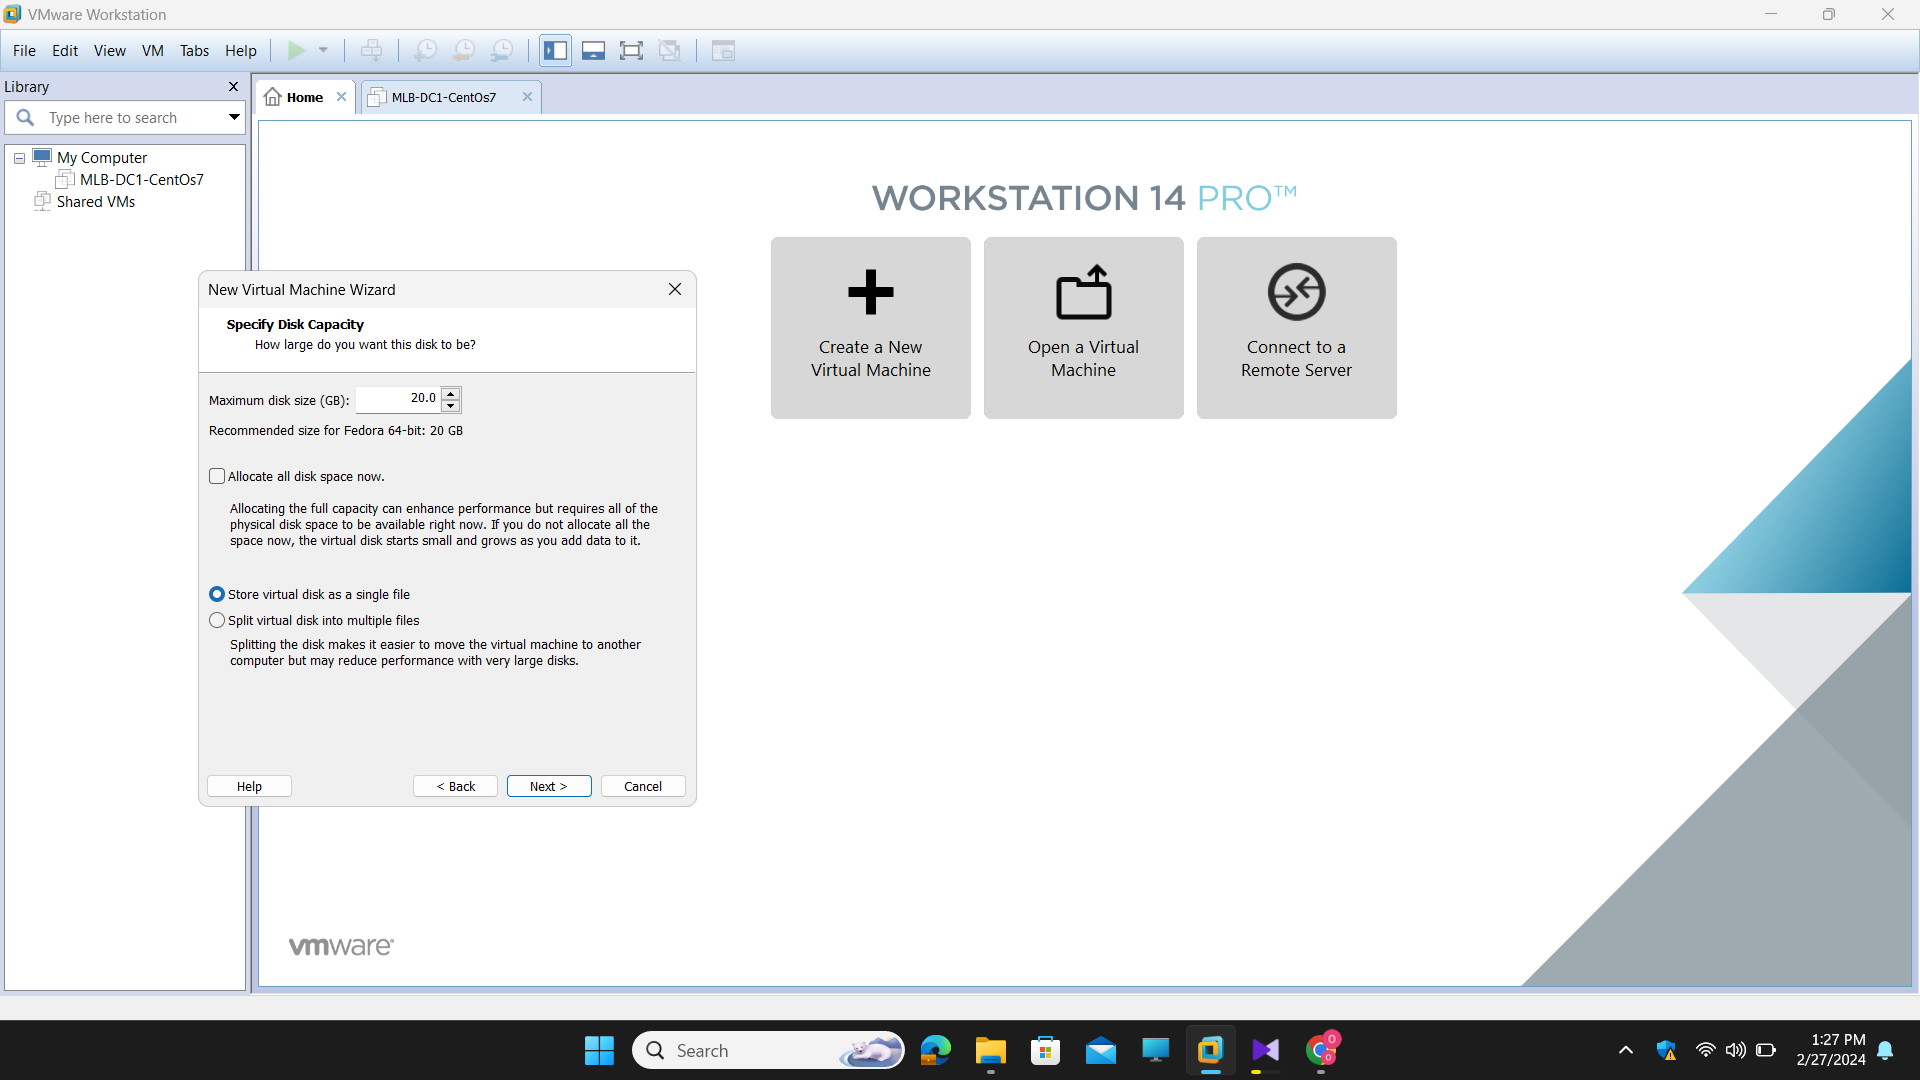 VMware Workstation
File Edit View VM Tabs Help
Library
Home
MLB-DC1-CentOs7
Type here to search
My Computer
MLB-DC1-CentOs7
Shared VMs
WORKSTATION 14 PRO™
Create a New
Virtual Machine
Open a Virtual
Machine
Connect to a
Remote Server
New Virtual Machine Wizard
Specify Disk Capacity
How large do you want this disk to be?
Maximum disk size (GB): 20.0
Recommended size for Fedora 64-bit: 20 GB
Allocate all disk space now.
Allocating the full capacity can enhance performance but requires all of the
physical disk space to be available right now. If you do not allocate all the
space now, the virtual disk starts small and grows as you add data to it.
Store virtual disk as a single file
Split virtual disk into multiple files
Splitting the disk makes it easier to move the virtual machine to another
computer but may reduce performance with very large disks.
Help
< Back
Next >
Cancel
vmware
Search
0
0
1:27 PM
2/27/2024